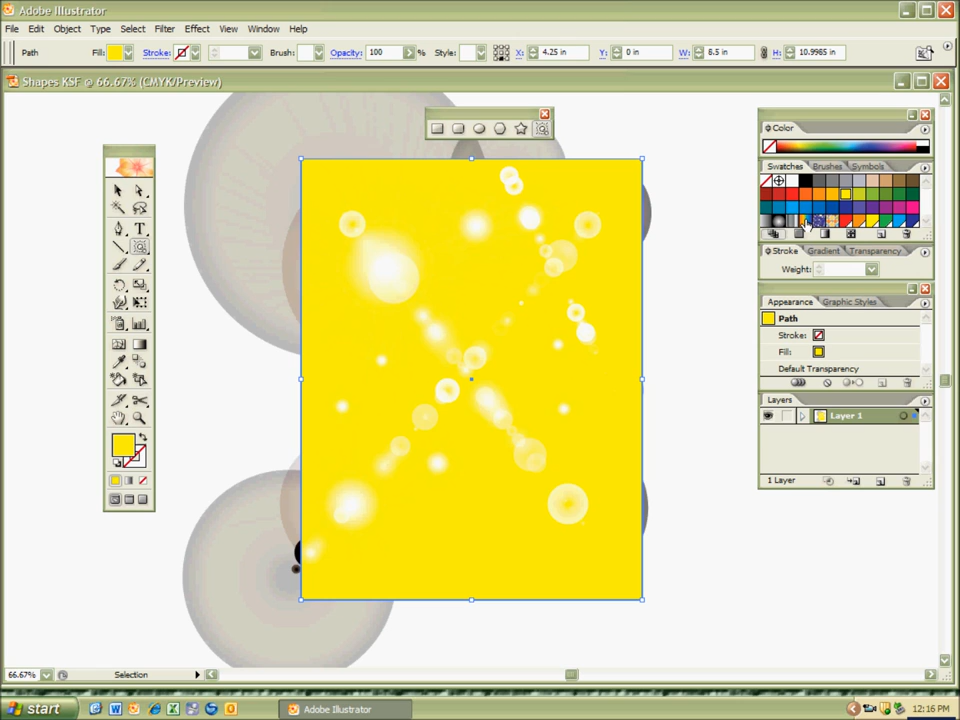 Adobe Illustrator
File Edit Object Type Filter Effect View Window Help
Path Fill: Stroke: Brush: Opacity: 100 % Style: X: 4.25 in Y: 0 in W: 8.5 in H: 10.9985 in
Shapes KSF @ 66.67% (CMYK/Preview)
Color
Swatches Brushes Symbols
T
Stroke Gradient Transparency
Weight:
Appearance Graphic Styles
Path
Stroke:
Fill:
Default Transparency
Layers
Layer 1
1 Layer
66.67% Selection
start Adobe Illustrator 12:16 PM